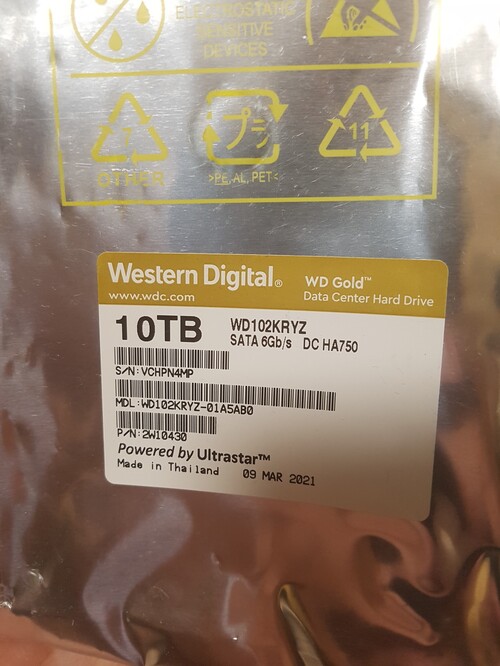 ELECTROSTATIC
SENSITIVE
DEVICES
7
プラ
11
OTHER
>PE, AL, PET<
Western Digital®
WD Gold™
www.wdc.com
Data Center Hard Drive
10TB
WD102KRYZ
SATA 6Gb/s DC HA750
S/N:VCHPN4MP
MDL:WD102KRYZ-01A5AB0
P/N:2W10430
Powered by Ultrastar™
Made in Thailand 09 MAR 2021